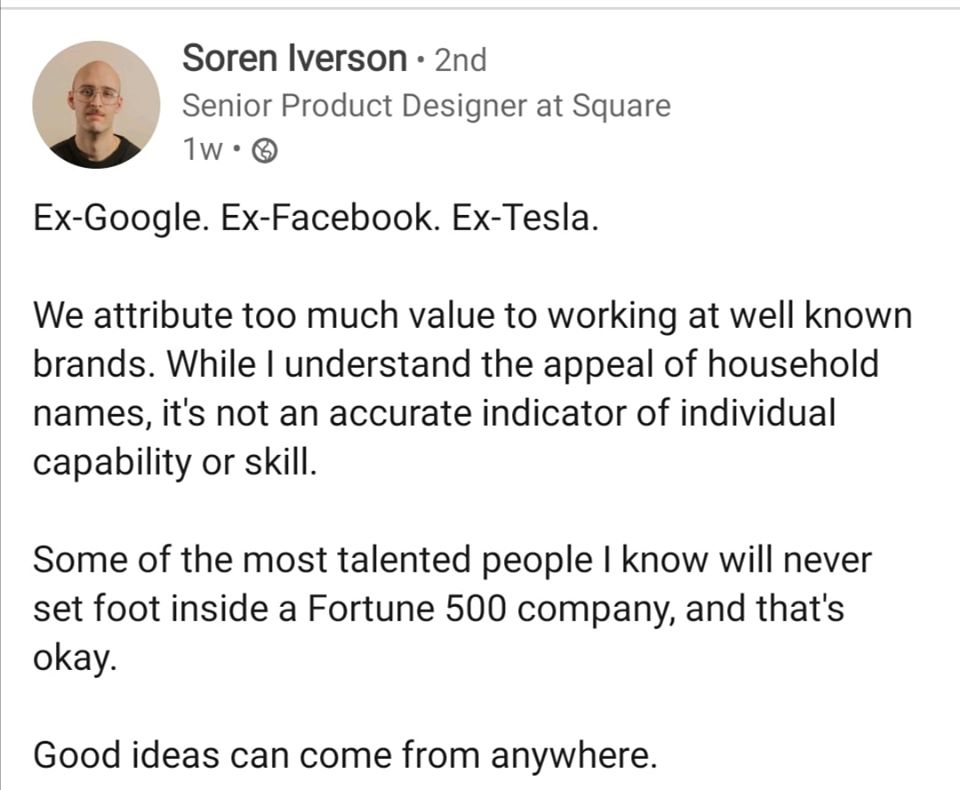 Soren Iverson • 2nd
Senior Product Designer at Square
1w •
Ex-Google. Ex-Facebook. Ex-Tesla.
We attribute too much value to working at well known
brands. While I understand the appeal of household
names, it's not an accurate indicator of individual
capability or skill.
Some of the most talented people I know will never
set foot inside a Fortune 500 company, and that's
okay.
Good ideas can come from anywhere.